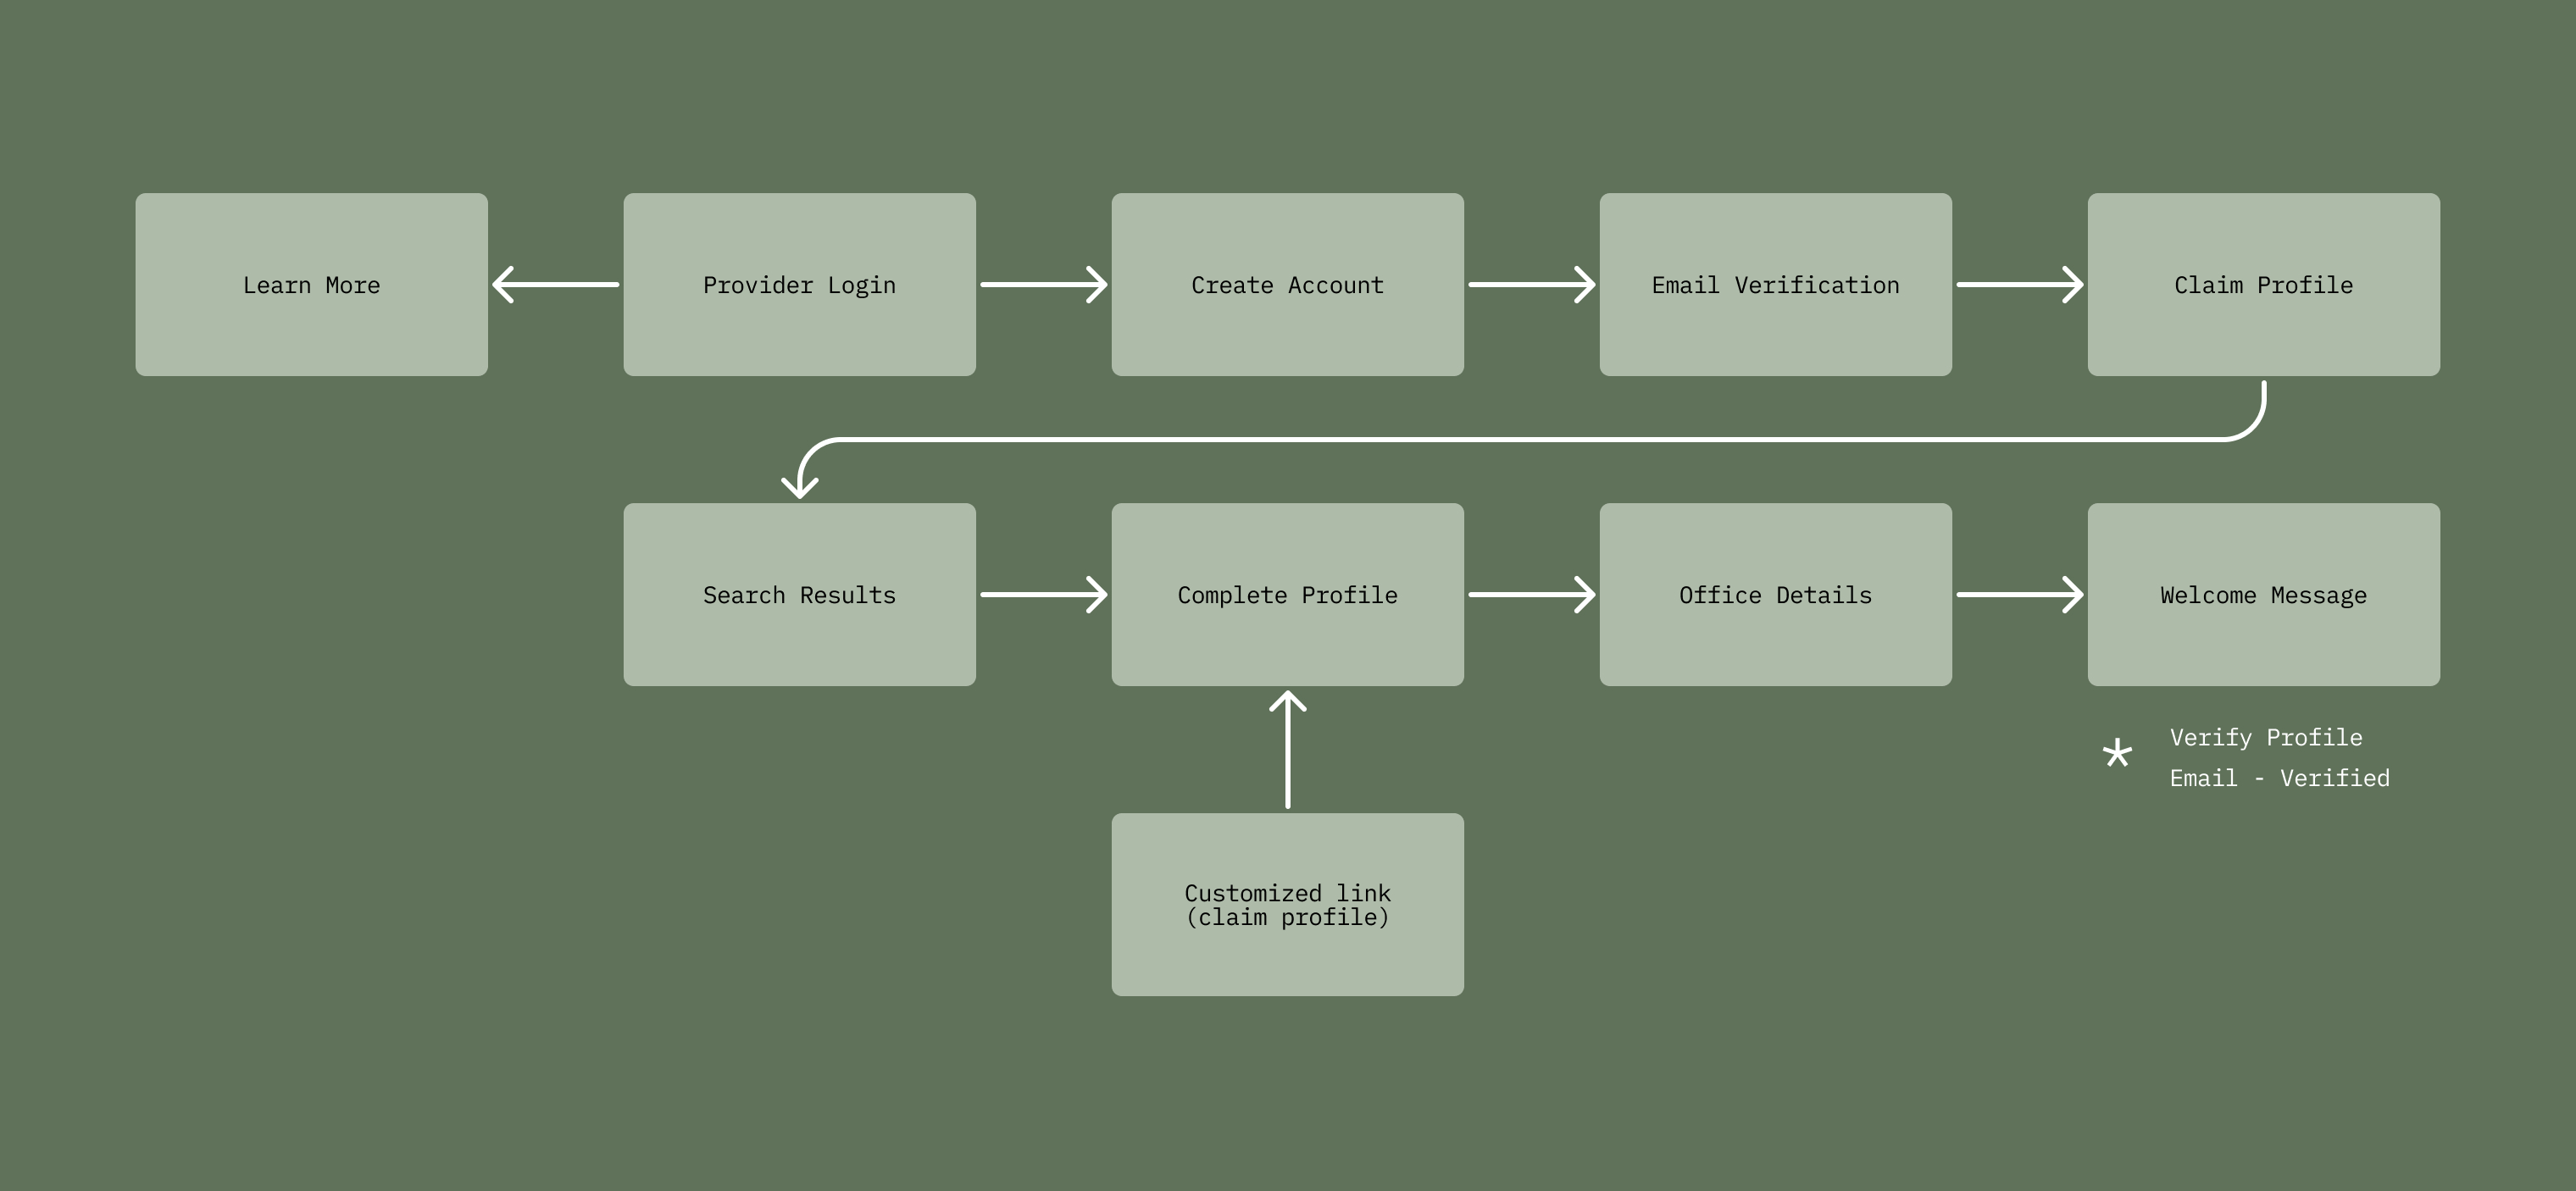 Learn More
Provider Login
Create Account
Email Verification
Claim Profile
Search Results
Complete Profile
Office Details
Welcome Message
* Verify Profile
Email - Verified
Customized link
(claim profile)